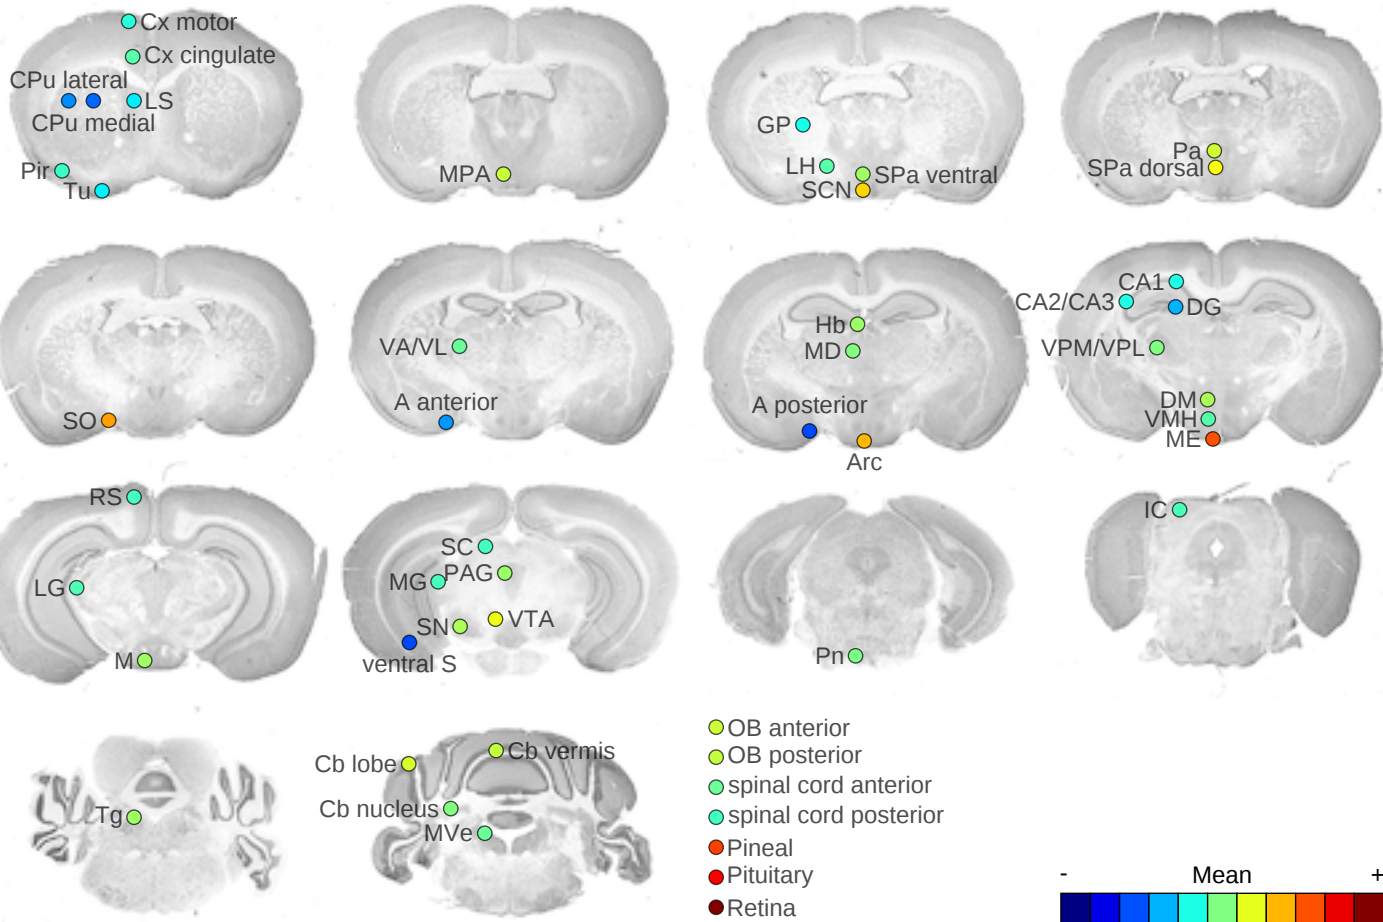 Cx motor
Cx cingulate
CPu lateral
LS
CPu medial
Pir
Tu
MPA
GP
LH
SPa ventral
SCN
Pa
SPa dorsal
SO
VA/VL
A anterior
Hb
MD
A posterior
Arc
CA1
CA2/CA3
DG
VPM/VPL
DM
VMH
ME
RS
LG
M
SC
MG
PAG
SN
VTA
ventral S
Pn
IC
Tg
Cb lobe
Cb vermis
Cb nucleus
MVe
OB anterior
OB posterior
spinal cord anterior
spinal cord posterior
Pineal
Pituitary
Retina
- Mean +